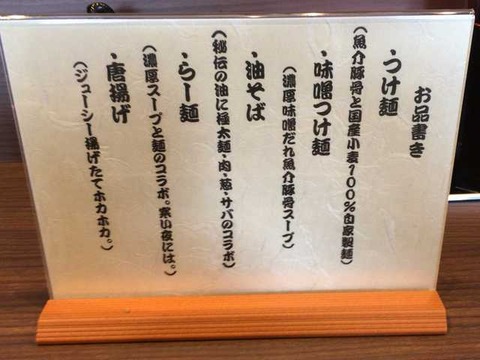 お品書き
・つけ麺
（魚介豚骨と国産小麦100%自家製麺）
・味噌つけ麺
（濃厚味噌だれ魚介豚骨スープ）
・油そば
（秘伝の油に極太麺・肉・葱・サバのコラボ）
・らー麺
（濃厚スープと麺のコラボ。寒い夜には。）
・唐揚げ
（ジューシー揚げたてホカホカ。）